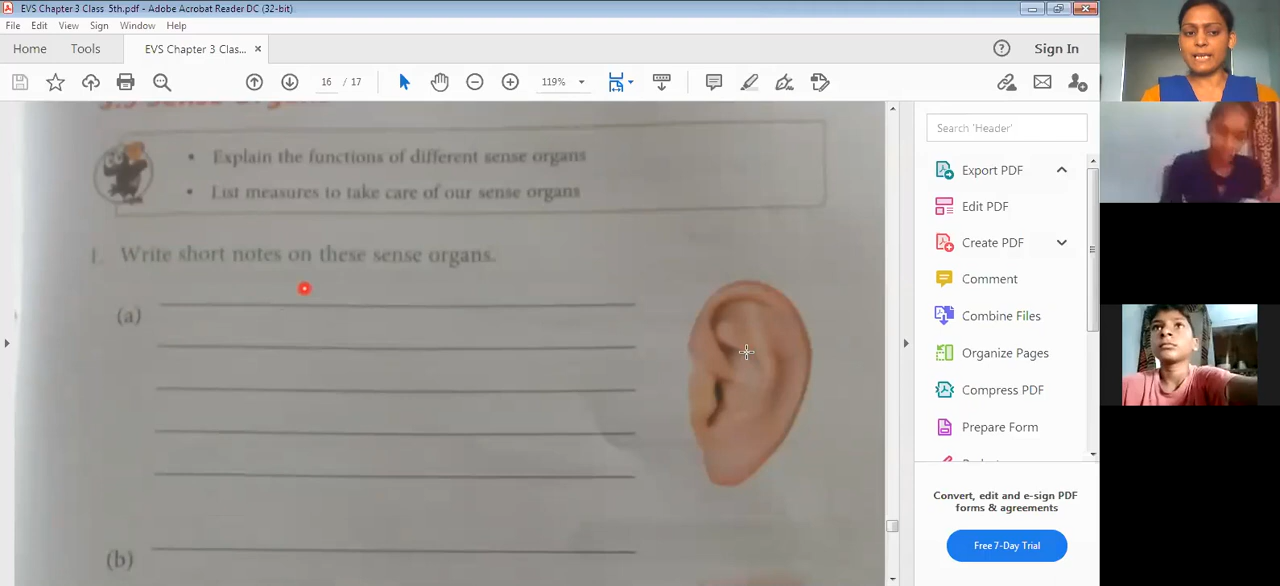 EVS Chapter 3 Class 5th.pdf - Adobe Acrobat Reader DC (32-bit)
File Edit View Sign Window Help
Home Tools EVS Chapter 3 Clas... × Sign In
16 / 17 119%
3.3 Sense Organs
• Explain the functions of different sense organs
• List measures to take care of our sense organs
1. Write short notes on these sense organs.
(a)
(b)
Search 'Header'
Export PDF
Edit PDF
Create PDF
Comment
Combine Files
Organize Pages
Compress PDF
Prepare Form
Convert, edit and e-sign PDF
forms & agreements
Free 7-Day Trial